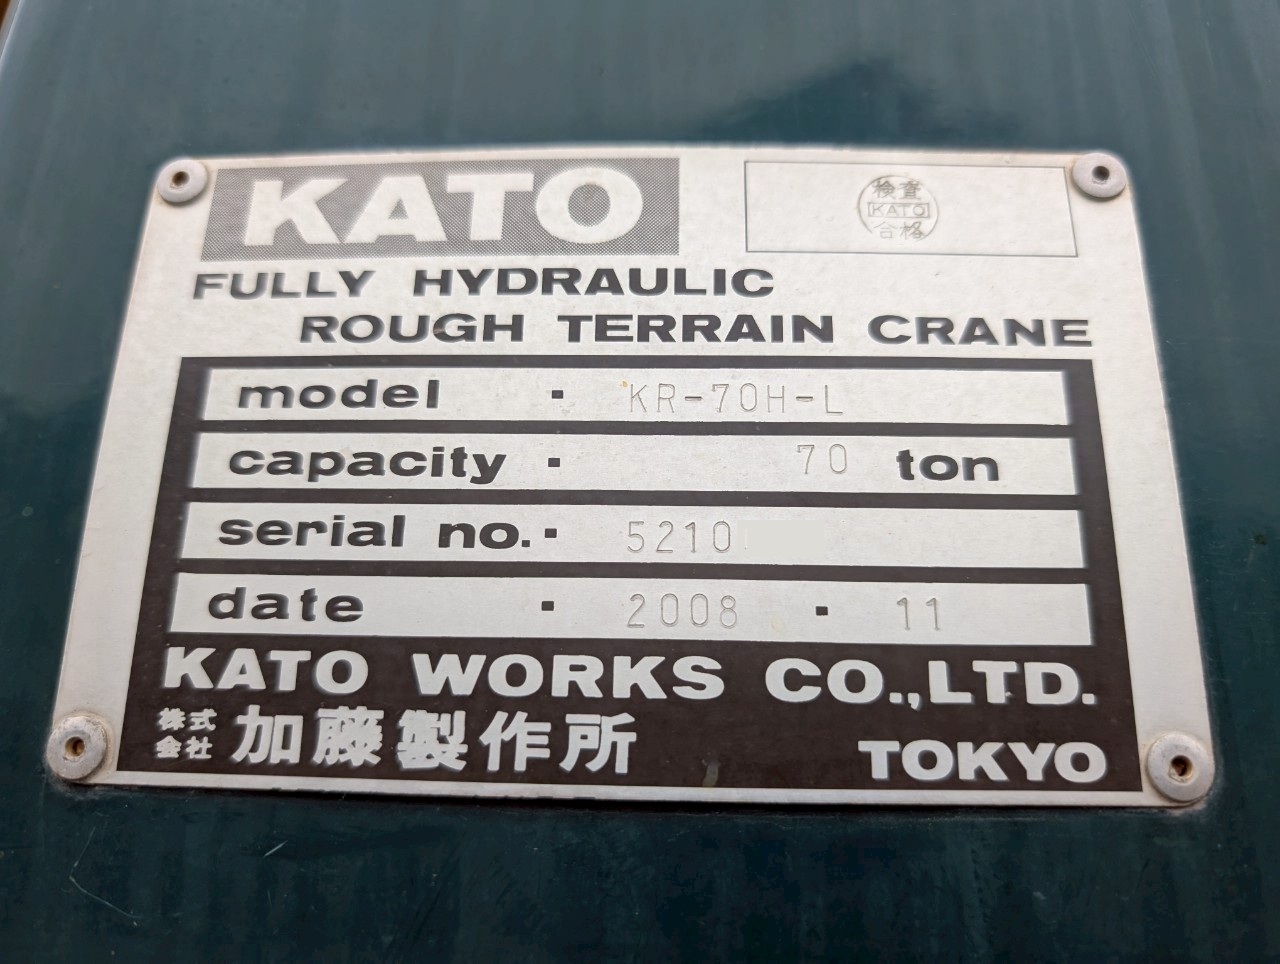 KATO
検査
KATO
合格
FULLY HYDRAULIC
ROUGH TERRAIN CRANE
model · KR-70H-L
capacity · 70 ton
serial no. · 5210
date · 2008 · 11
KATO WORKS CO.,LTD.
株式会社 加藤製作所
TOKYO